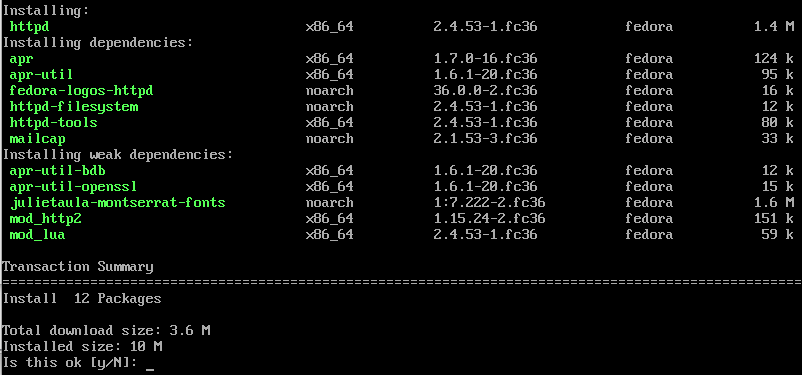 Installing:
 httpd                                x86_64          2.4.53-1.fc36           fedora          1.4 M
Installing dependencies:
 apr                                  x86_64          1.7.0-16.fc36           fedora          124 k
 apr-util                             x86_64          1.6.1-20.fc36           fedora           95 k
 fedora-logos-httpd                   noarch          36.0.0-2.fc36           fedora           16 k
 httpd-filesystem                     noarch          2.4.53-1.fc36           fedora           12 k
 httpd-tools                          x86_64          2.4.53-1.fc36           fedora           80 k
 mailcap                              noarch          2.1.53-3.fc36           fedora           33 k
Installing weak dependencies:
 apr-util-bdb                         x86_64          1.6.1-20.fc36           fedora           12 k
 apr-util-openssl                     x86_64          1.6.1-20.fc36           fedora           15 k
 julietaula-montserrat-fonts          noarch          1:7.222-2.fc36          fedora          1.6 M
 mod_http2                            x86_64          1.15.24-2.fc36          fedora          151 k
 mod_lua                              x86_64          2.4.53-1.fc36           fedora           59 k

Transaction Summary
====================================================================================================
Install  12 Packages

Total download size: 3.6 M
Installed size: 10 M
Is this ok [y/N]: _